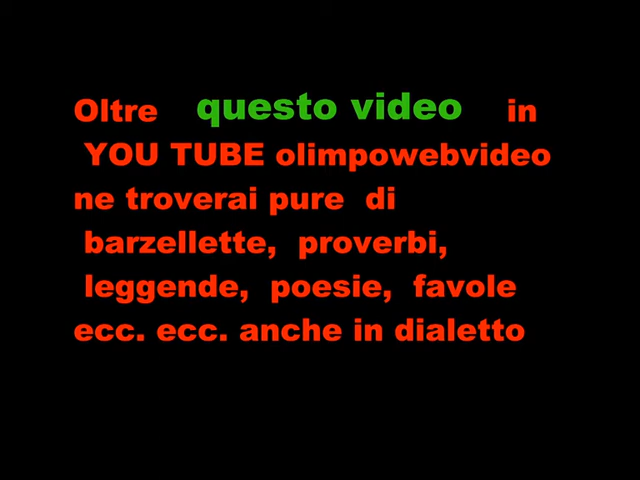 Oltre questo video in
YOU TUBE olimpowebvideo
ne troverai pure di
barzellette, proverbi,
leggende, poesie, favole
ecc. ecc. anche in dialetto